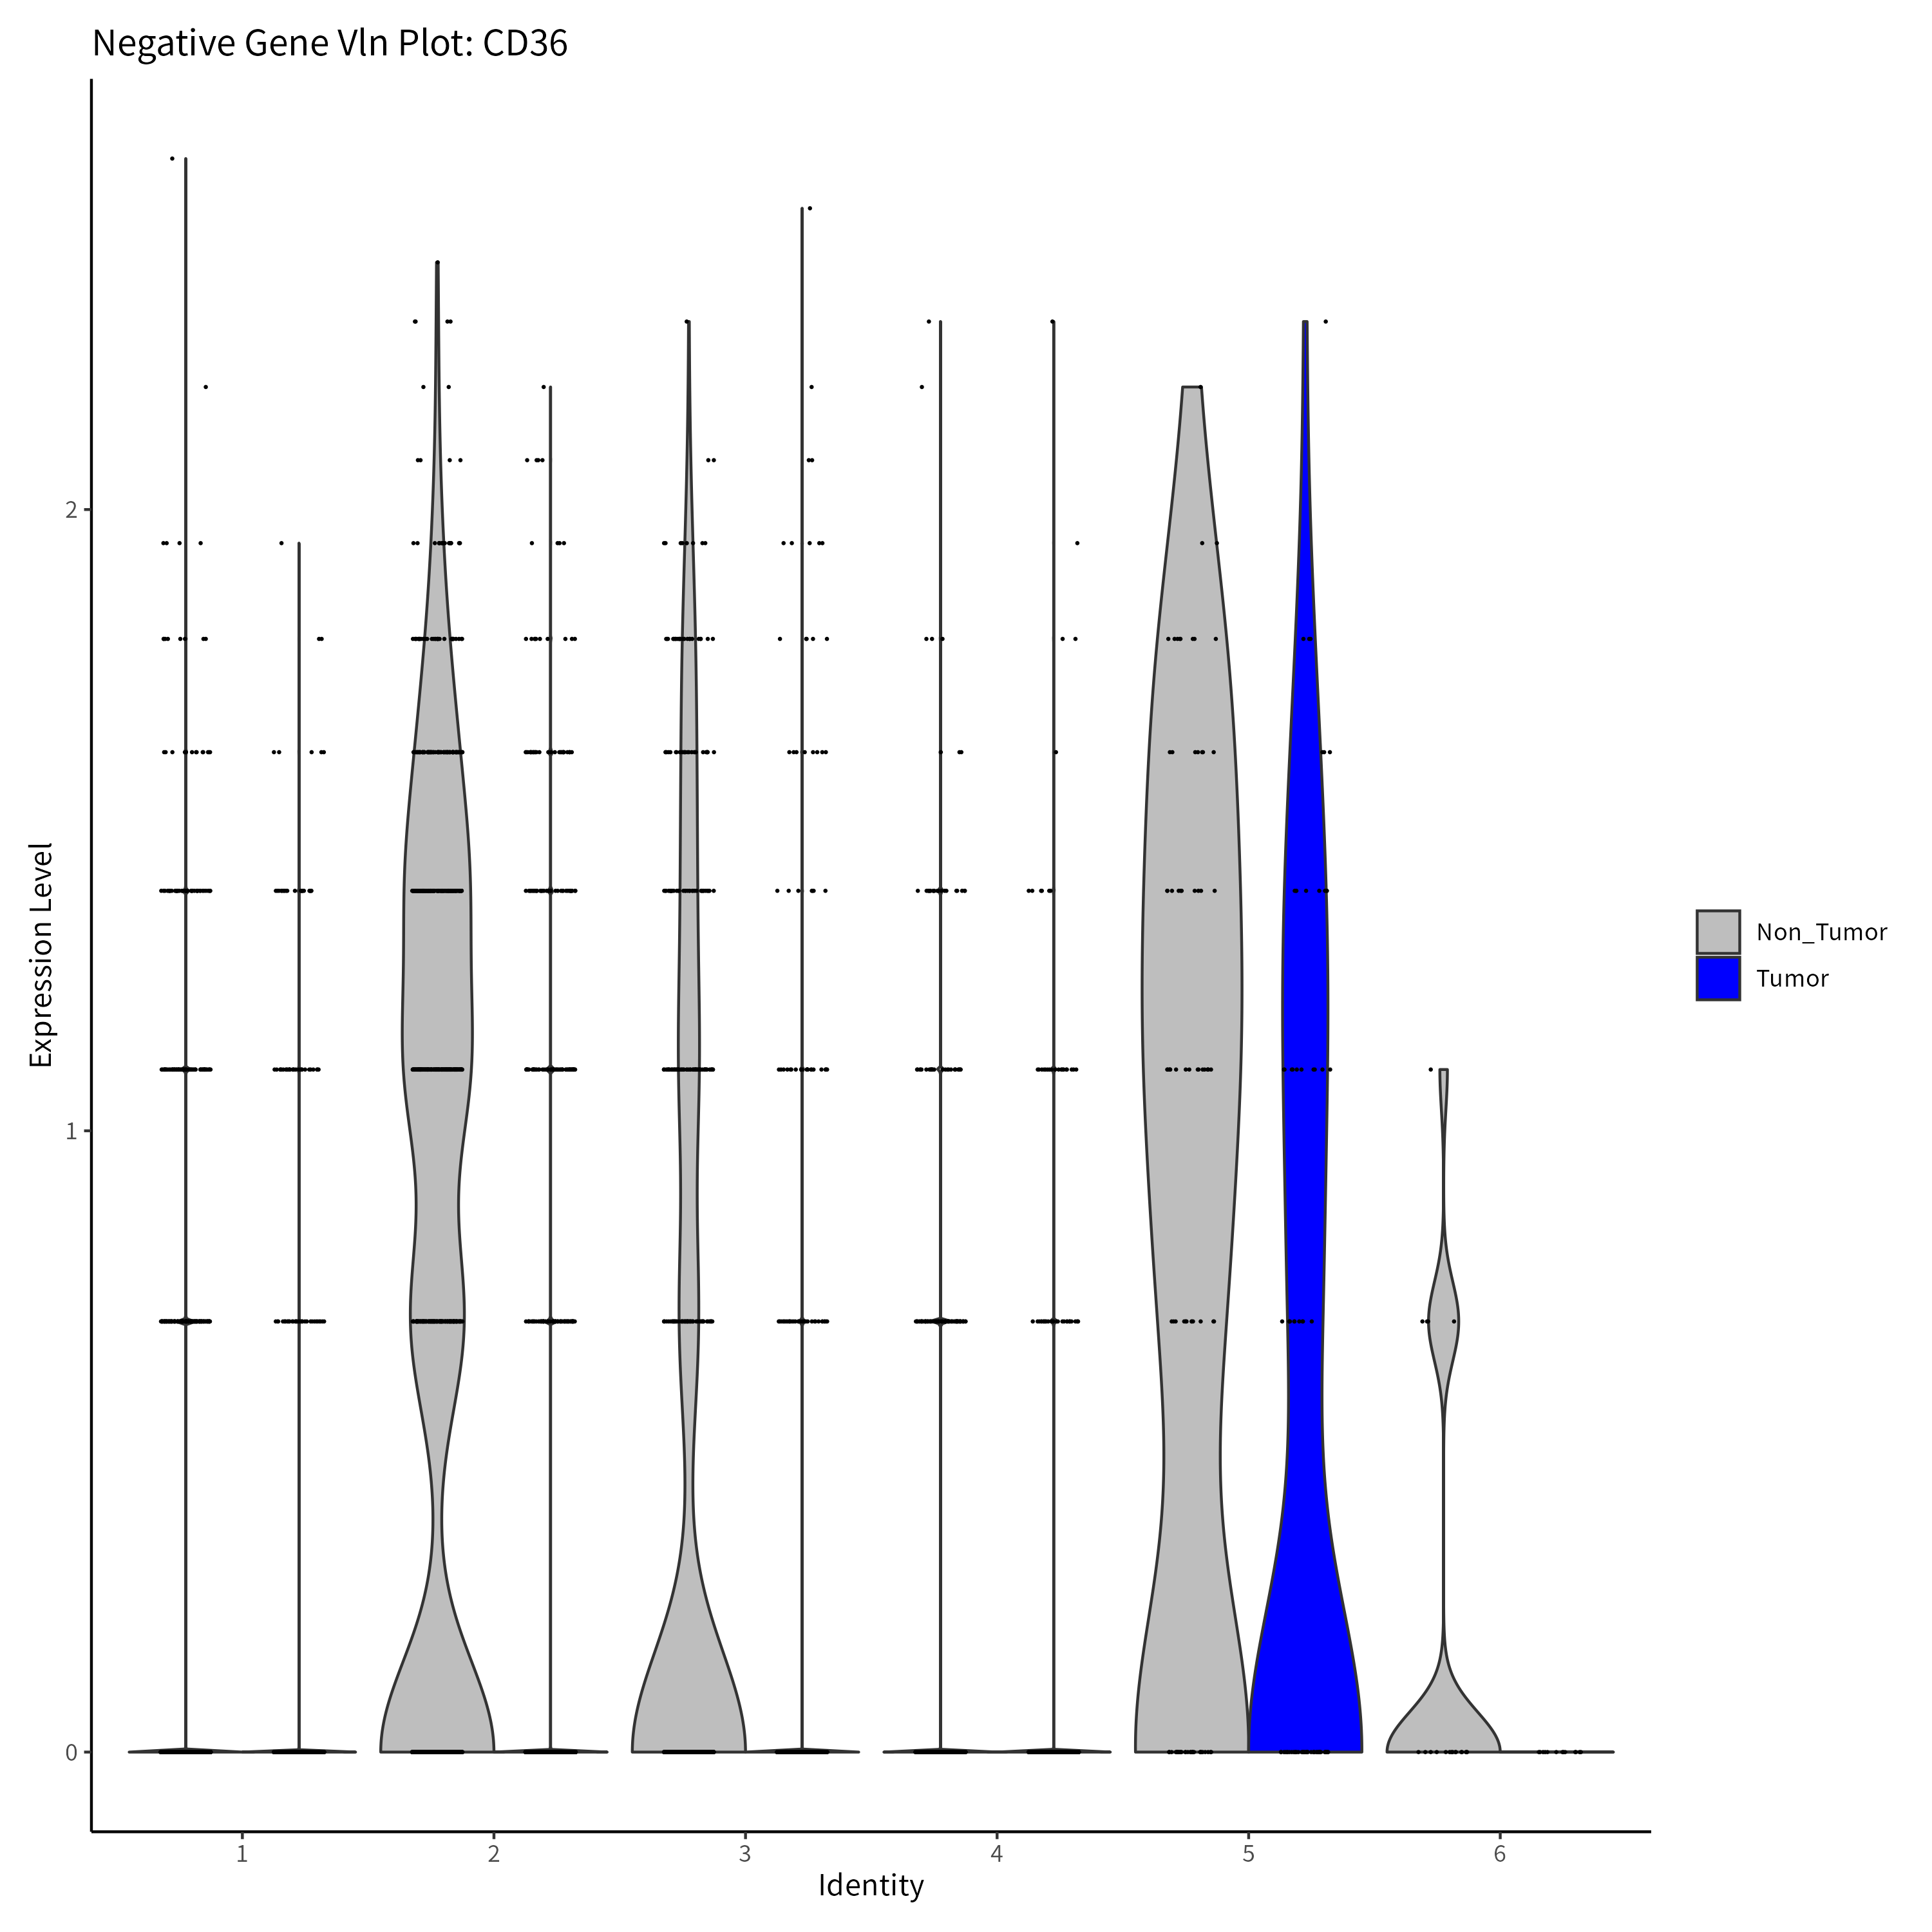 Negative Gene Vln Plot: CD36
Expression Level
2
1
0
1
2
3
4
5
6
Identity
Non_Tumor
Tumor